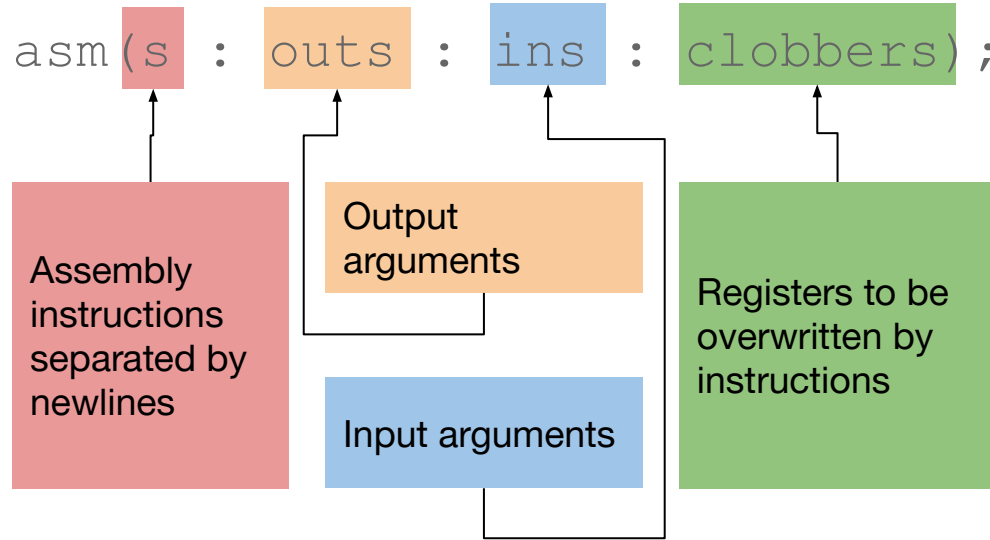 asm(s : outs : ins : clobbers);
Assembly
instructions
separated by
newlines
Output
arguments
Input arguments
Registers to be
overwritten by
instructions